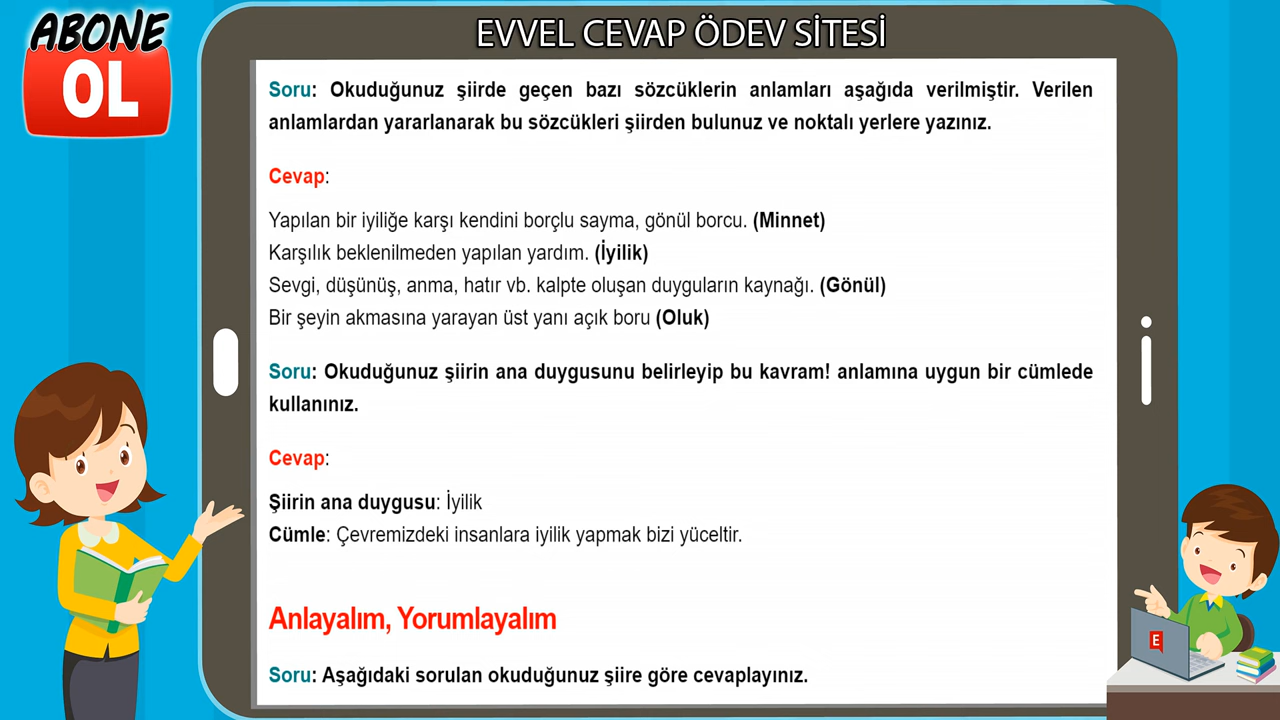 ABONE
OL
EVVEL CEVAP ÖDEV SİTESİ
Soru: Okuduğunuz şiirde geçen bazı sözcüklerin anlamları aşağıda verilmiştir. Verilen
anlamlardan yararlanarak bu sözcükleri şiirden bulunuz ve noktalı yerlere yazınız.
Cevap:
Yapılan bir iyiliğe karşı kendini borçlu sayma, gönül borcu. (Minnet)
Karşılık beklenilmeden yapılan yardım. (İyilik)
Sevgi, düşünüş, anma, hatır vb. kalpte oluşan duyguların kaynağı. (Gönül)
Bir şeyin akmasına yarayan üst yanı açık boru (Oluk)
Soru: Okuduğunuz şiirin ana duygusunu belirleyip bu kavram! anlamına uygun bir cümlede
kullanınız.
Cevap:
Şiirin ana duygusu: İyilik
Cümle: Çevremizdeki insanlara iyilik yapmak bizi yüceltir.
Anlayalım, Yorumlayalım
Soru: Aşağıdaki sorulan okuduğunuz şiire göre cevaplayınız.
E